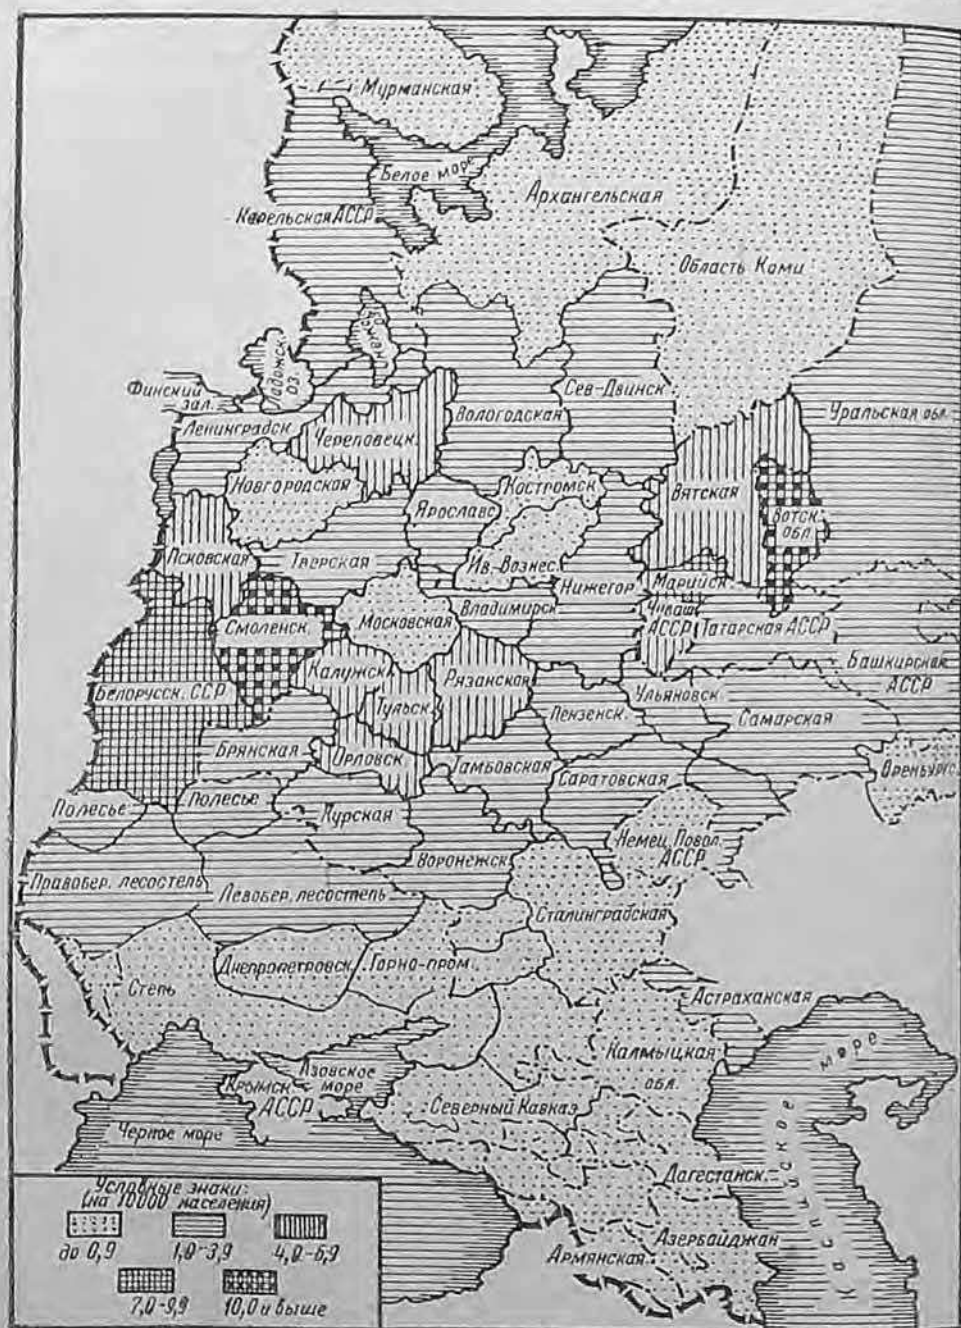 Мурманская
Белое море
Архангельская
Карельская АССР
Область Коми
Ладожск.
оз
Финский
зал.
Ленинградск.
Череповецк.
Вологодская
Сев-Двинск
Уральская обл.
Новгородская
Ярославс
Костромск
Вятская
Вотск.
обл.
Псковская
Тверская
Ив.-Вознес.
Нижегор
Марийск
Смоленск.
Московская
Владимирск.
Чуваш
АССР
Татарская АССР
Башкирская
АССР
Белорусск. ССР
Калужск
Тульск.
Рязанская
Ульяновск.
Пензенск.
Самарская
Брянская
Орловск.
Тамбовская
Саратовская
Оренбургс.
Полесье
Полесье
Курская
Немец. Повол.
АССР
Воронежск.
Правобер. лесостепь
Левобер. лесостепь
Сталинградская
Днепропетровск.
Горно-пром.
Степь
Астраханская
Калмыцкая
обл.
Азовское
море
Крымск.
АССР
Северный Кавказ
Черное море
Каспийское море
Дагестанск.
Азербайджан
Армянская
Условные знаки:
(на 10000 населения)
до 0,9
1,0-3,9
4,0-6,9
7,0-9,9
10,0 и выше